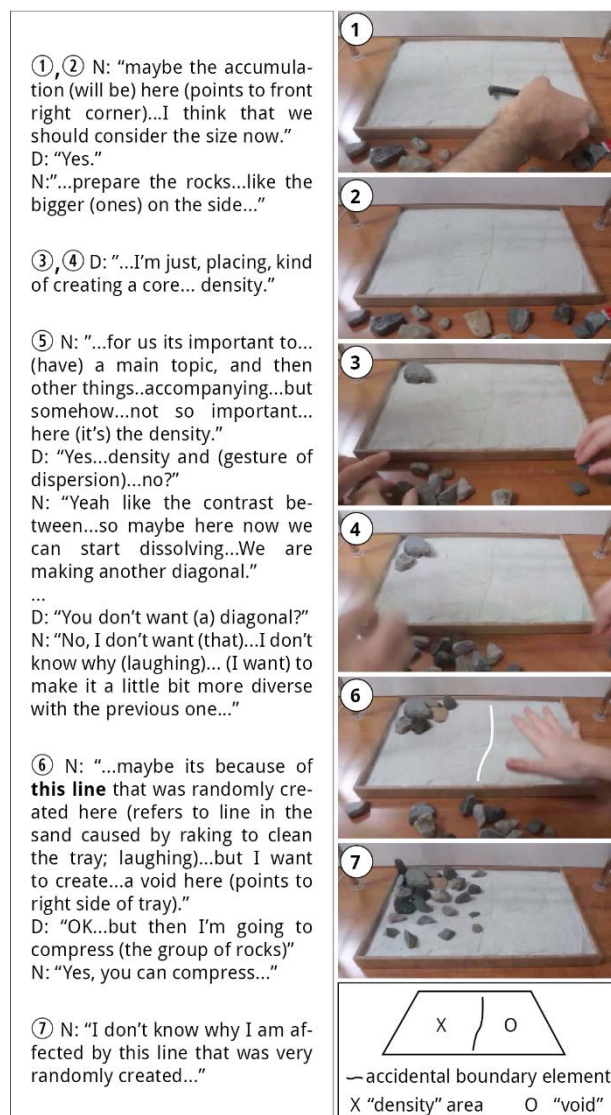 ①,② N: “maybe the accumula-
tion (will be) here (points to front
right corner)...I think that we
should consider the size now.”
D: “Yes.”
N:”...prepare the rocks...like the
bigger (ones) on the side...”
③,④ D: ”...I’m just, placing, kind
of creating a core... density.”
⑤ N: ”...for us its important to...
(have) a main topic, and then
other things..accompanying...but
somehow...not so important...
here (it’s) the density.”
D: “Yes...density and (gesture of
dispersion)...no?”
N: “Yeah like the contrast be-
tween...so maybe here now we
can start dissolving...We are
making another diagonal.”
...
D: “You don’t want (a) diagonal?”
N: “No, I don’t want (that)...I don’t
know why (laughing)... (I want) to
make it a little bit more diverse
with the previous one...”
⑥ N: “...maybe its because of
this line that was randomly cre-
ated here (refers to line in the
sand caused by raking to clean
the tray; laughing)...but I want
to create...a void here (points to
right side of tray).”
D: “OK...but then I’m going to
compress (the group of rocks)”
N: “Yes, you can compress...”
⑦ N: “I don’t know why I am af-
fected by this line that was very
randomly created...”
1
2
3
4
6
7
X O
accidental boundary element
X “density” area O “void”